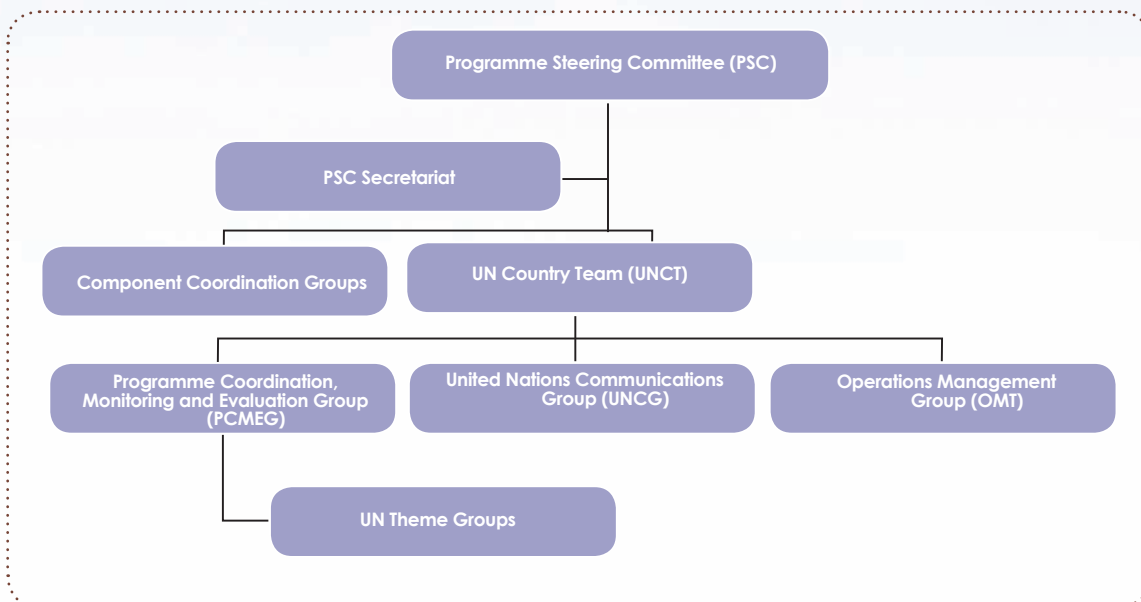 Programme Steering Committee (PSC)
PSC Secretariat
Component Coordination Groups
UN Country Team (UNCT)
Programme Coordination,
Monitoring and Evaluation Group
(PCMEG)
United Nations Communications
Group (UNCG)
Operations Management
Group (OMT)
UN Theme Groups